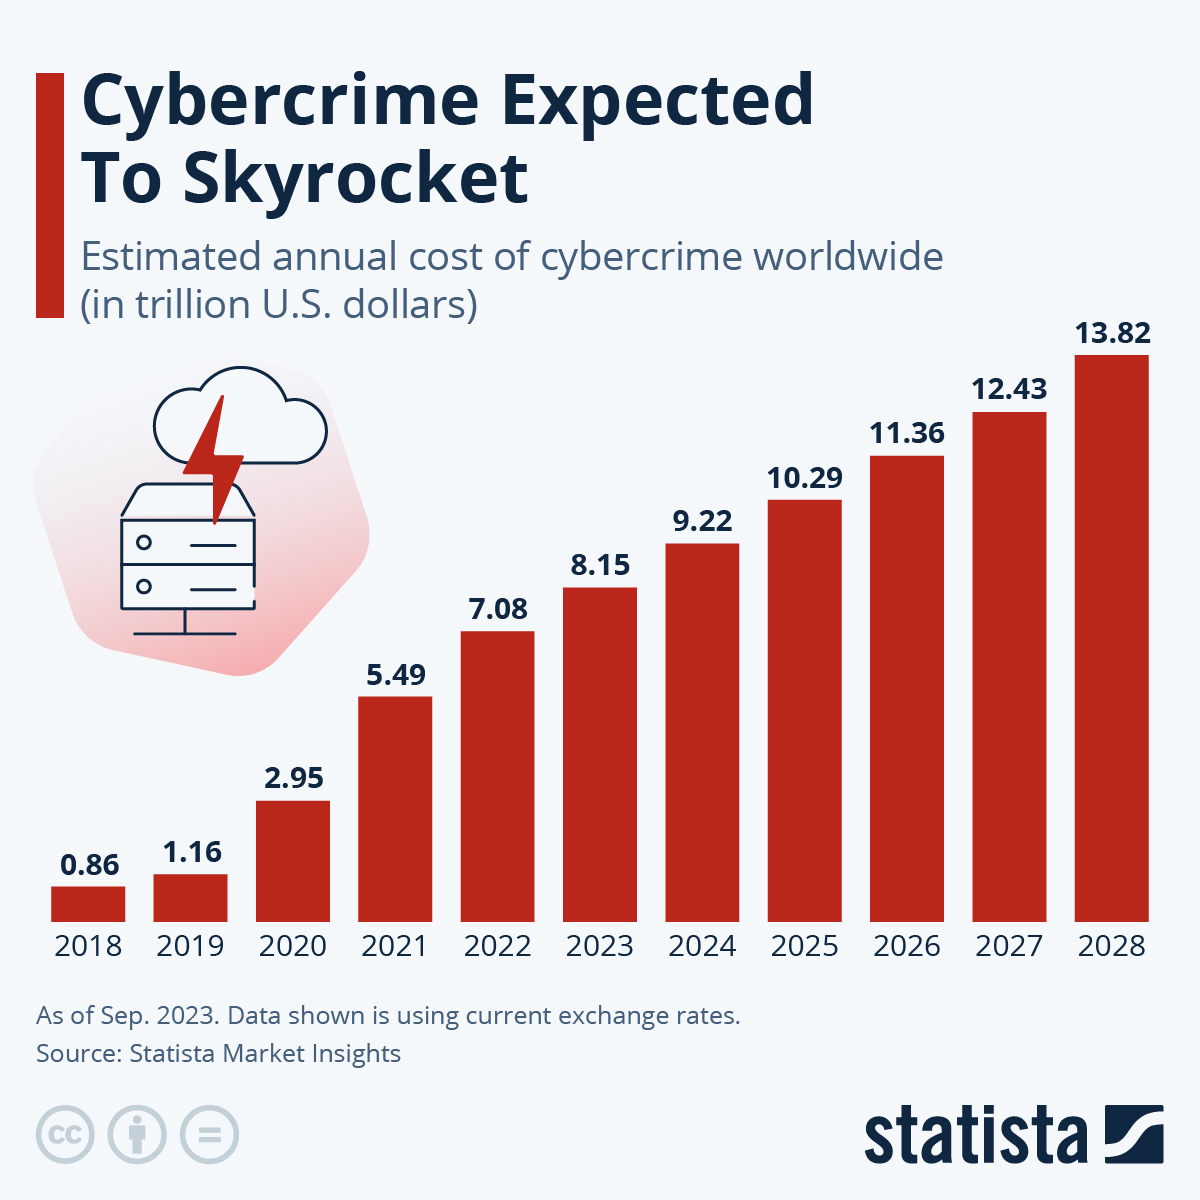 Cybercrime Expected
To Skyrocket
Estimated annual cost of cybercrime worldwide
(in trillion U.S. dollars)
0.86
1.16
2.95
5.49
7.08
8.15
9.22
10.29
11.36
12.43
13.82
2018 2019 2020 2021 2022 2023 2024 2025 2026 2027 2028
As of Sep. 2023. Data shown is using current exchange rates.
Source: Statista Market Insights
cc
statista